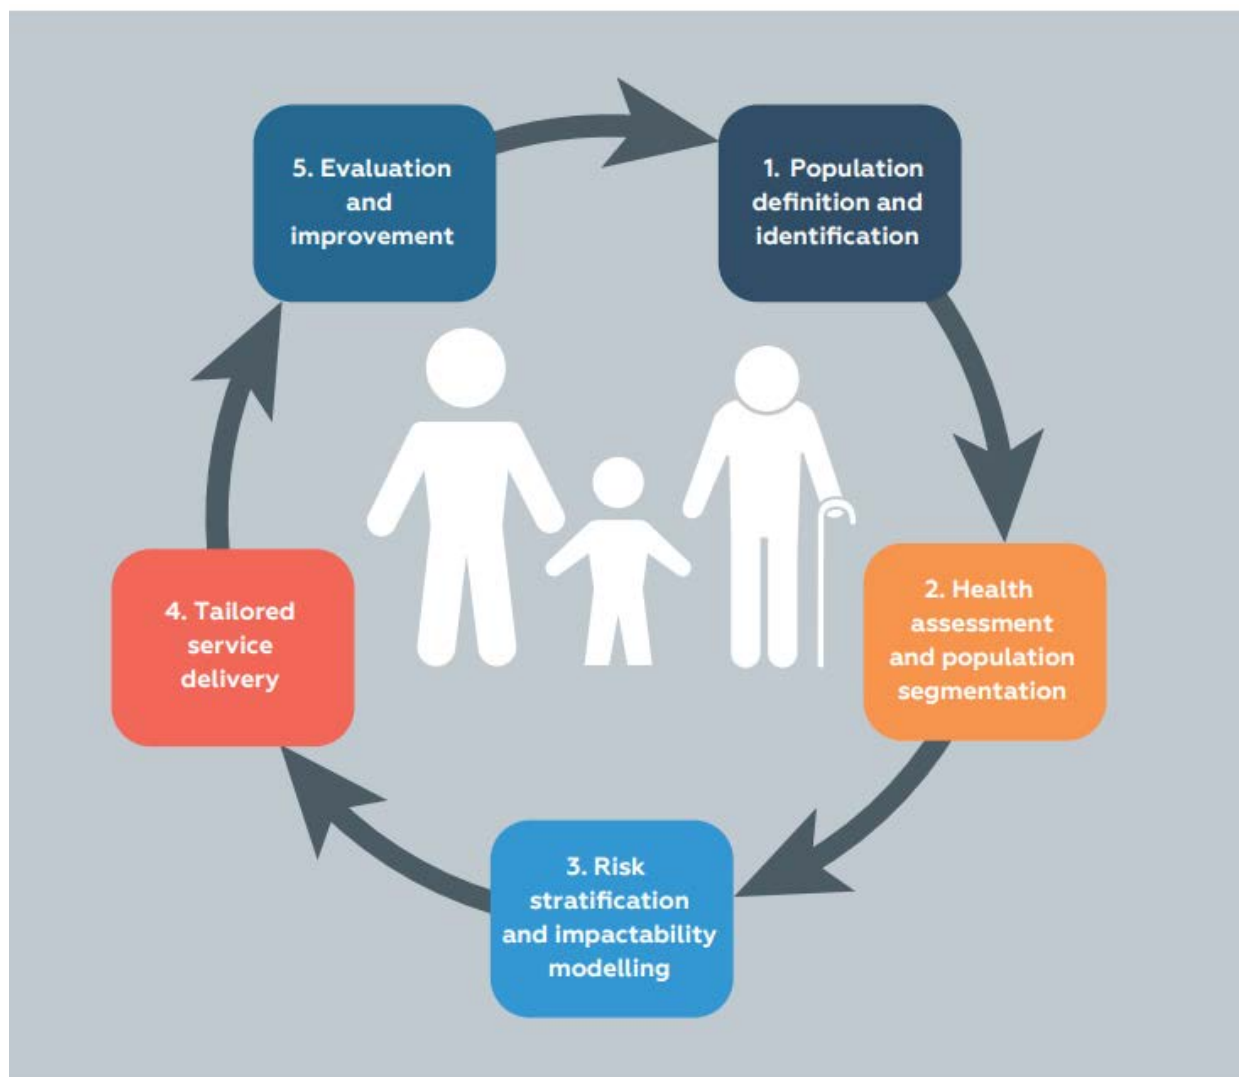 1. Population
definition and
identification
2. Health
assessment
and population
segmentation
3. Risk
stratification
and impactability
modelling
4. Tailored
service
delivery
5. Evaluation
and
improvement